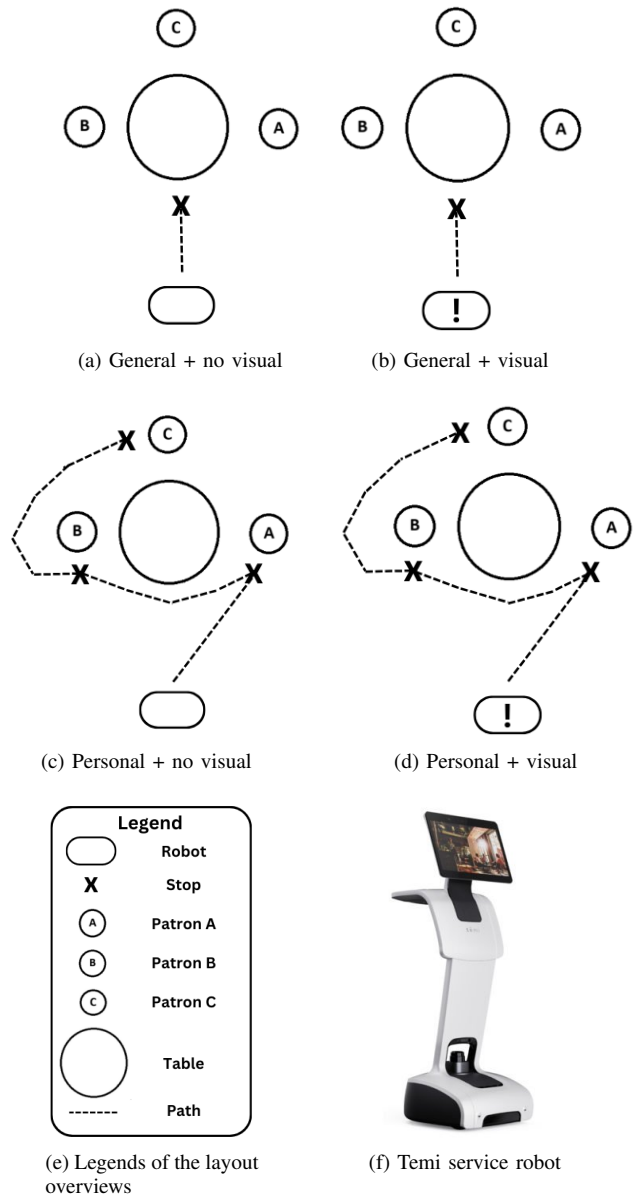 C
C
B
A
B
A
X
X
!
(a) General + no visual
(b) General + visual
X
C
X
C
B
A
B
A
X
X
X
X
!
(c) Personal + no visual
(d) Personal + visual
Legend
Robot
X
Stop
A
Patron A
B
Patron B
C
Patron C
Table
Path
(e) Legends of the layout
overviews
(f) Temi service robot